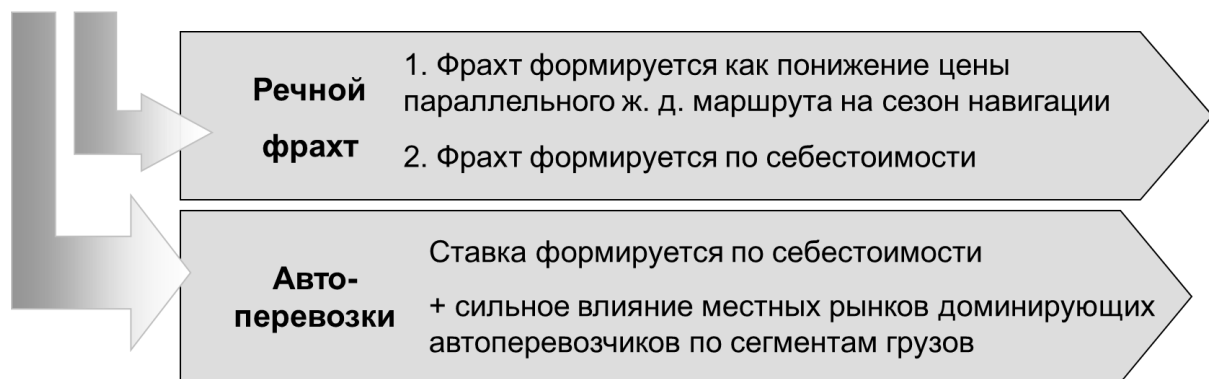 Речной
фрахт
1. Фрахт формируется как понижение цены
параллельного ж. д. маршрута на сезон навигации
2. Фрахт формируется по себестоимости
Авто-
перевозки
Ставка формируется по себестоимости
+ сильное влияние местных рынков доминирующих
автоперевозчиков по сегментам грузов